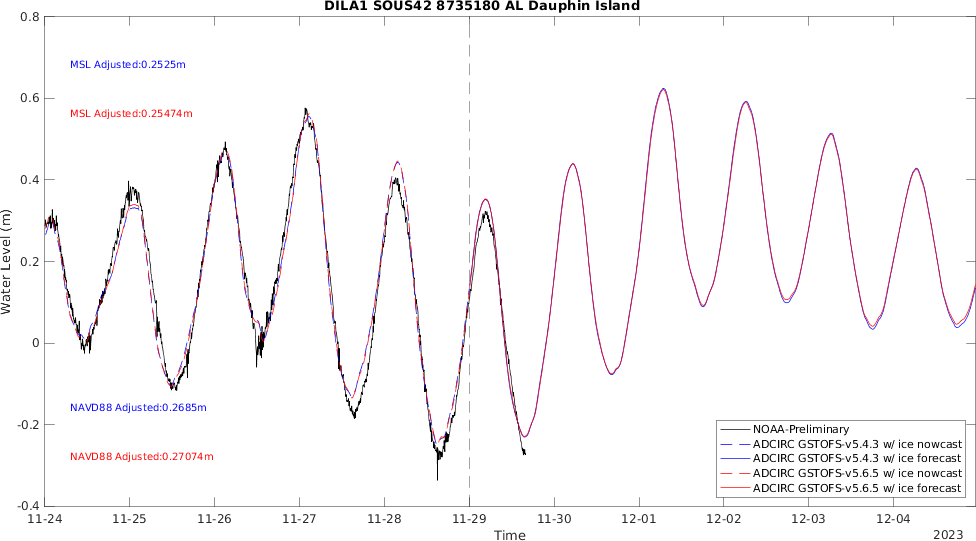 DILA1 SOUS42 8735180 AL Dauphin Island
0.8
MSL Adjusted:0.2525m
0.6
MSL Adjusted:0.25474m
0.4
Water Level (m)
0.2
0
NAVD88 Adjusted:0.2685m
-0.2
NOAA-Preliminary
ADCIRC GSTOFS-v5.4.3 w/ ice nowcast
NAVD88 Adjusted:0.27074m
ADCIRC GSTOFS-v5.4.3 w/ ice forecast
ADCIRC GSTOFS-v5.6.5 w/ ice nowcast
ADCIRC GSTOFS-v5.6.5 w/ ice forecast
-0.4
11-24 11-25 11-26 11-27 11-28 11-29 11-30 12-01 12-02 12-03 12-04
Time
2023